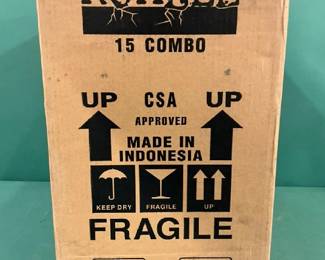 15 COMBO
UP CSA UP
APPROVED
MADE IN
INDONESIA
KEEP DRY FRAGILE UP
FRAGILE